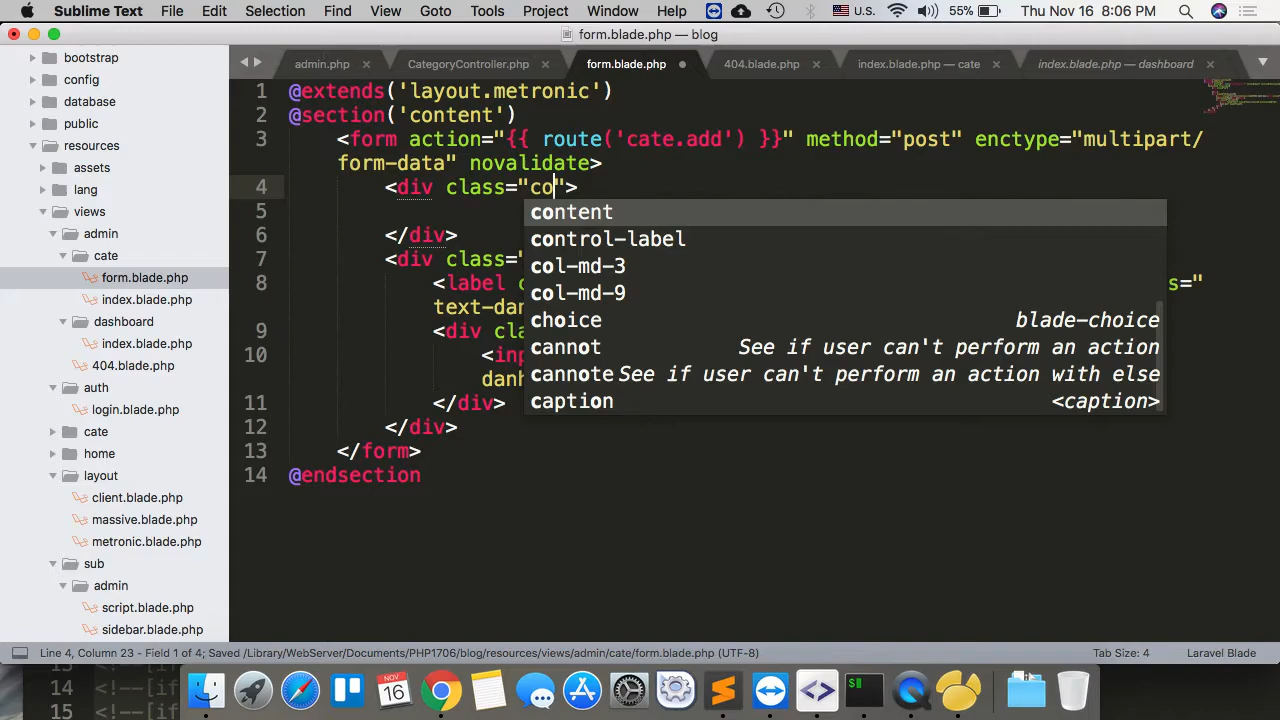 Sublime Text File Edit Selection Find View Goto Tools Project Window Help U.S. 55% Thu Nov 16 8:06 PM
form.blade.php — blog
admin.php CategoryController.php form.blade.php 404.blade.php index.blade.php — cate index.blade.php — dashboard
bootstrap
config
database
public
resources
assets
lang
views
admin
cate
form.blade.php
index.blade.php
dashboard
index.blade.php
404.blade.php
auth
login.blade.php
cate
home
layout
client.blade.php
massive.blade.php
metronic.blade.php
sub
admin
script.blade.php
sidebar.blade.php
1 @extends('layout.metronic')
2 @section('content')
3 <form action="{{ route('cate.add') }}" method="post" enctype="multipart/
form-data" novalidate>
4 <div class="co">
5
6 </div>
7 <div class="
8 <label c s="
text-dan
9 <div cla
10 <inp
danh
11 </div>
12 </div>
13 </form>
14 @endsection
content
control-label
col-md-3
col-md-9
choice blade-choice
cannot See if user can't perform an action
cannote See if user can't perform an action with else
caption <caption>
Line 4, Column 23 - Field 1 of 4; Saved /Library/WebServer/Documents/PHP1706/blog/resources/views/admin/cate/form.blade.php (UTF-8) Tab Size: 4 Laravel Blade
14 <!--[if
15 <!--[if
NOV
16
$